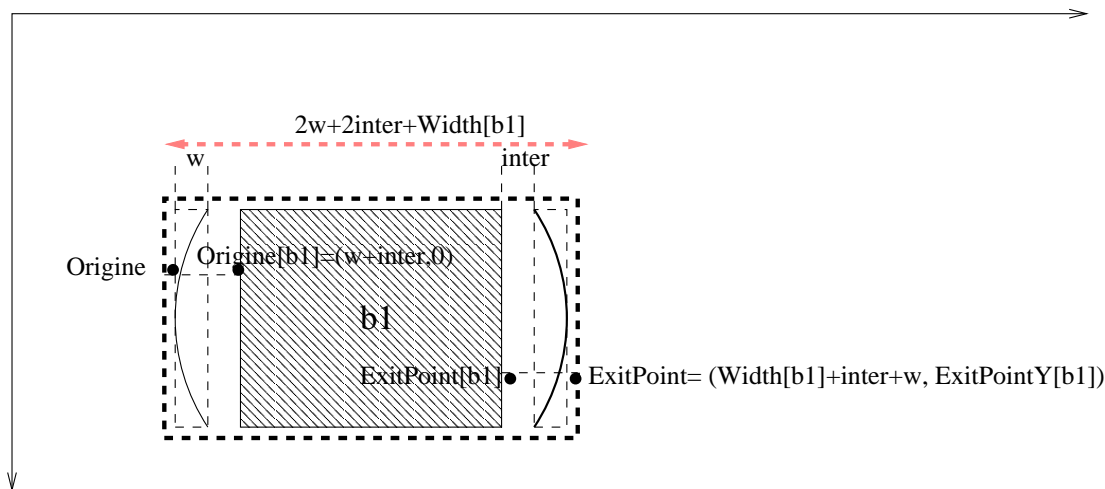 2w+2inter+Width[b1]
w
inter
Origine[b1]=(w+inter,0)
Origine
b1
ExitPoint[b1]
ExitPoint= (Width[b1]+inter+w, ExitPointY[b1])